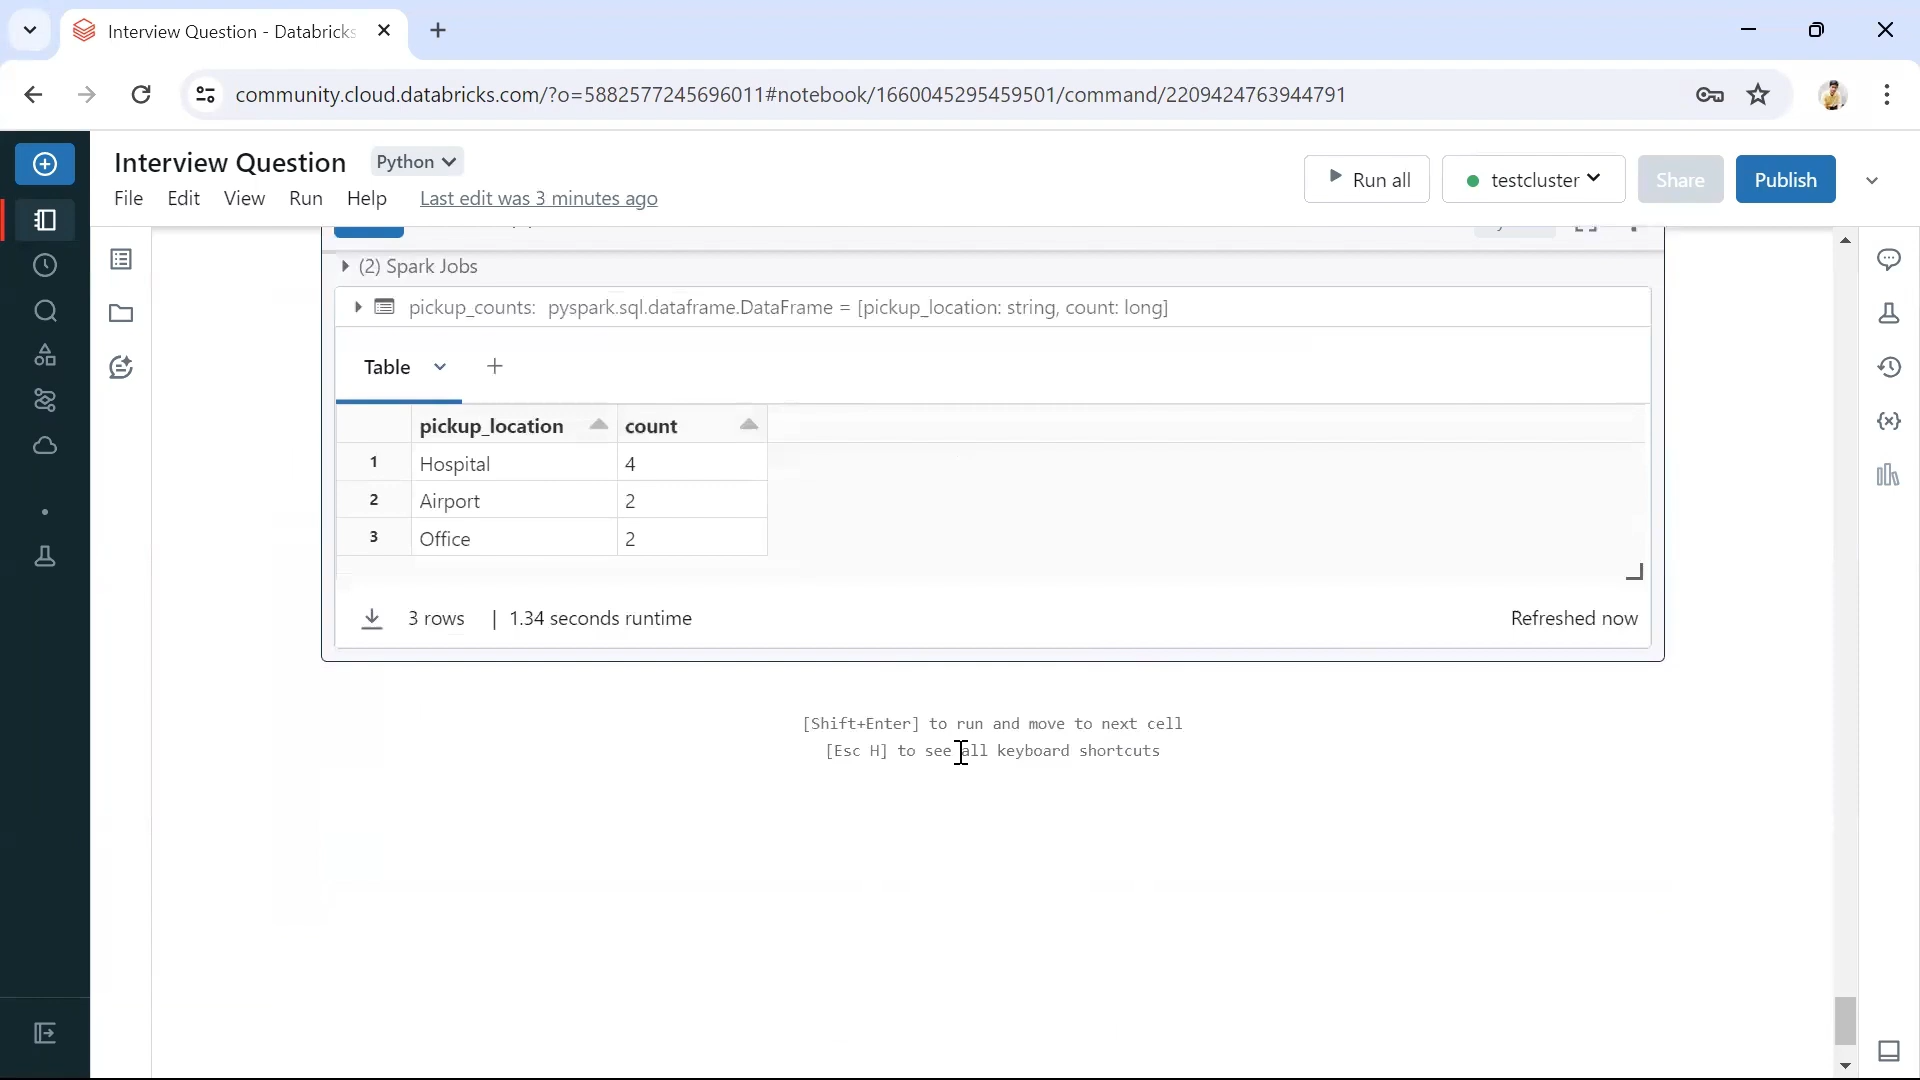 Interview Question - Databricks
community.cloud.databricks.com/?o=5882577245696011#notebook/1660045295459501/command/2209424763944791
Interview Question Python
File Edit View Run Help Last edit was 3 minutes ago
Run all testcluster Share Publish
(2) Spark Jobs
pickup_counts: pyspark.sql.dataframe.DataFrame = [pickup_location: string, count: long]
Table
pickup_location count
1 Hospital 4
2 Airport 2
3 Office 2
3 rows | 1.34 seconds runtime Refreshed now
[Shift+Enter] to run and move to next cell
[Esc H] to see all keyboard shortcuts